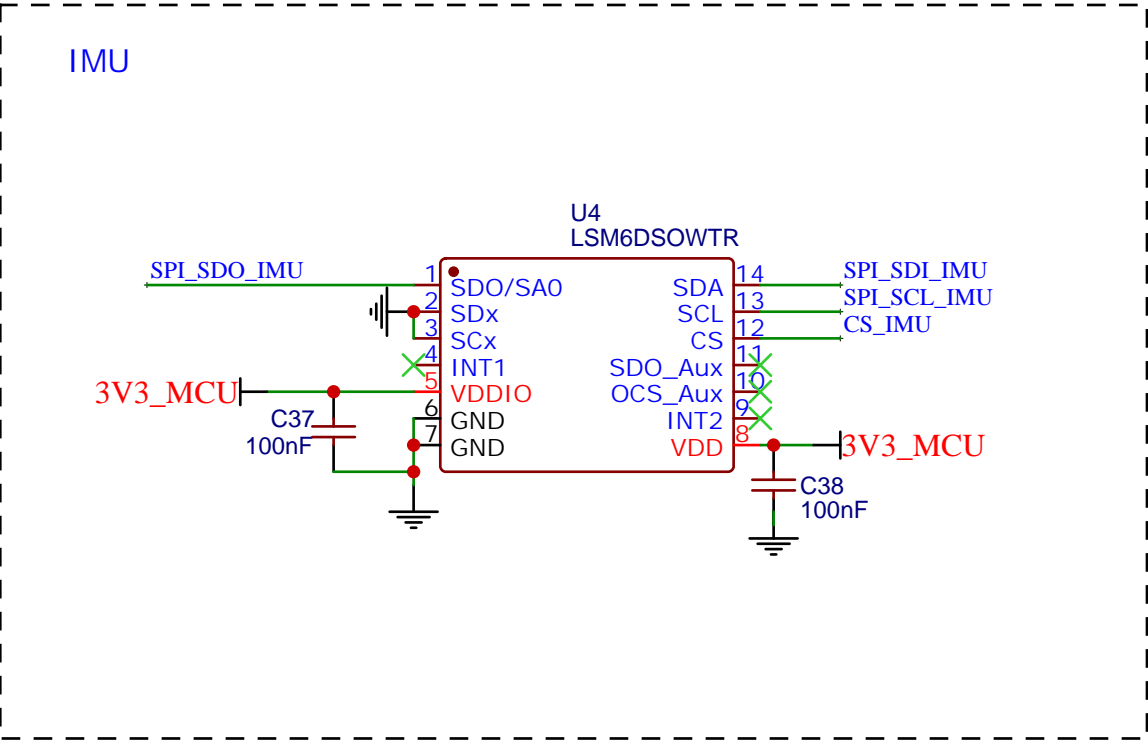 IMU
U4
LSM6DSOWTR
SPI_SDO_IMU
1
SDO/SA0
2
SDx
3
SCx
4
INT1
3V3_MCU
5
VDDIO
6
GND
7
GND
C37
100nF
14
SDA
SPI_SDI_IMU
13
SCL
SPI_SCL_IMU
12
CS
CS_IMU
11
SDO_Aux
10
OCS_Aux
9
INT2
8
VDD
3V3_MCU
C38
100nF